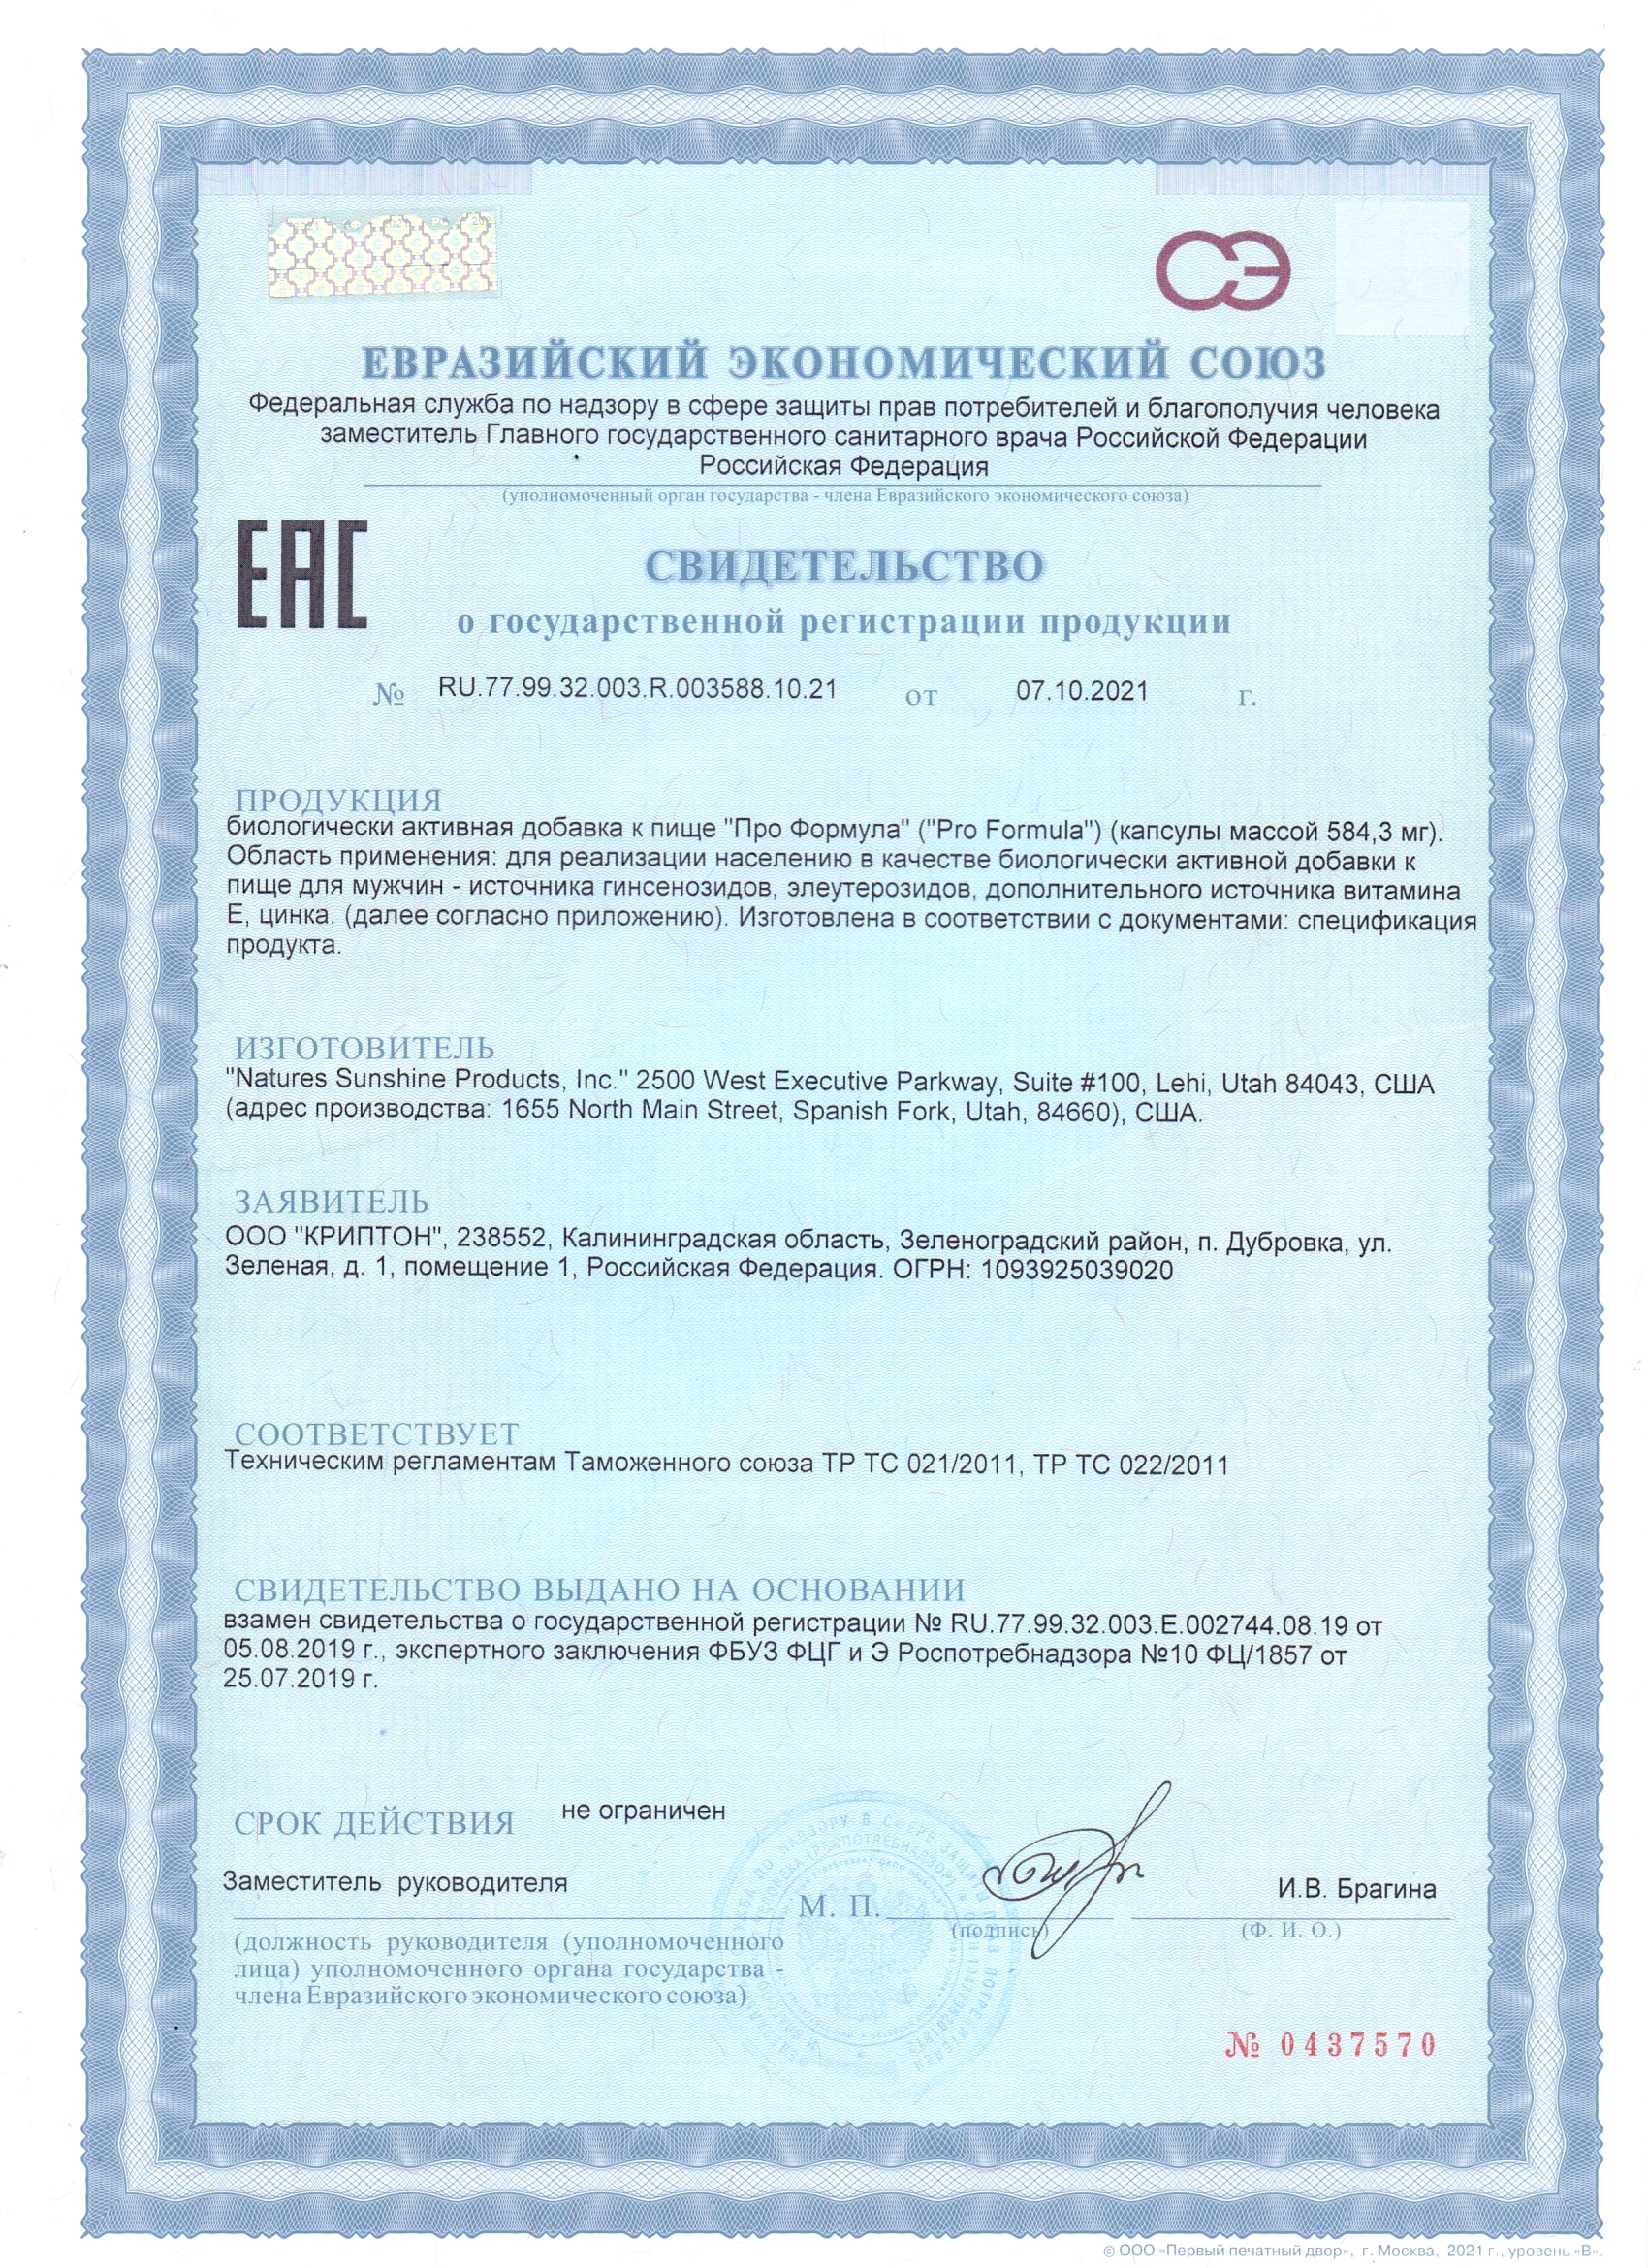 СЭ
ЕВРАЗИЙСКИЙ ЭКОНОМИЧЕСКИЙ СОЮЗ
Федеральная служба по надзору в сфере защиты прав потребителей и благополучия человека
заместитель Главного государственного санитарного врача Российской Федерации
Российская Федерация
(уполномоченный орган государства - члена Евразийского экономического союза)
ЕАС
СВИДЕТЕЛЬСТВО
о государственной регистрации продукции
№ RU.77.99.32.003.R.003588.10.21 от 07.10.2021 г.
ПРОДУКЦИЯ
биологически активная добавка к пище "Про Формула" ("Pro Formula") (капсулы массой 584,3 мг).
Область применения: для реализации населению в качестве биологически активной добавки к
пище для мужчин - источника гинсенозидов, элеутерозидов, дополнительного источника витамина
Е, цинка. (далее согласно приложению). Изготовлена в соответствии с документами: спецификация
продукта.
ИЗГОТОВИТЕЛЬ
"Natures Sunshine Products, Inc." 2500 West Executive Parkway, Suite #100, Lehi, Utah 84043, США
(адрес производства: 1655 North Main Street, Spanish Fork, Utah, 84660), США.
ЗАЯВИТЕЛЬ
ООО "КРИПТОН", 238552, Калининградская область, Зеленоградский район, п. Дубровка, ул.
Зеленая, д. 1, помещение 1, Российская Федерация. ОГРН: 1093925039020
СООТВЕТСТВУЕТ
Техническим регламентам Таможенного союза ТР ТС 021/2011, ТР ТС 022/2011
СВИДЕТЕЛЬСТВО ВЫДАНО НА ОСНОВАНИИ
взамен свидетельства о государственной регистрации № RU.77.99.32.003.Е.002744.08.19 от
05.08.2019 г., экспертного заключения ФБУЗ ФЦГ и Э Роспотребнадзора №10 ФЦ/1857 от
25.07.2019 г.
СРОК ДЕЙСТВИЯ не ограничен
Заместитель руководителя
М. П.
И.В. Брагина
(подпись)
(Ф. И. О.)
(должность руководителя (уполномоченного
лица) уполномоченного органа государства -
члена Евразийского экономического союза)
№ 0437570
© ООО «Первый печатный двор», г. Москва, 2021 г., уровень «В».